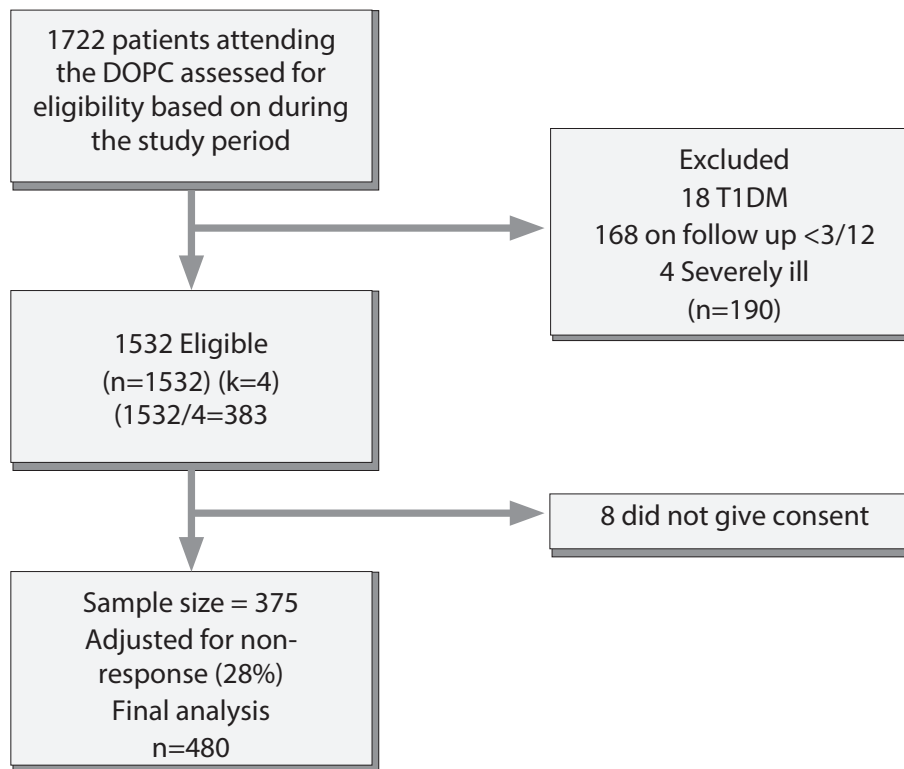 1722 patients attending
the DOPC assessed for
eligibility based on during
the study period
Excluded
18 T1DM
168 on follow up <3/12
4 Severely ill
(n=190)
1532 Eligible
(n=1532) (k=4)
(1532/4=383
8 did not give consent
Sample size = 375
Adjusted for non-
response (28%)
Final analysis
n=480